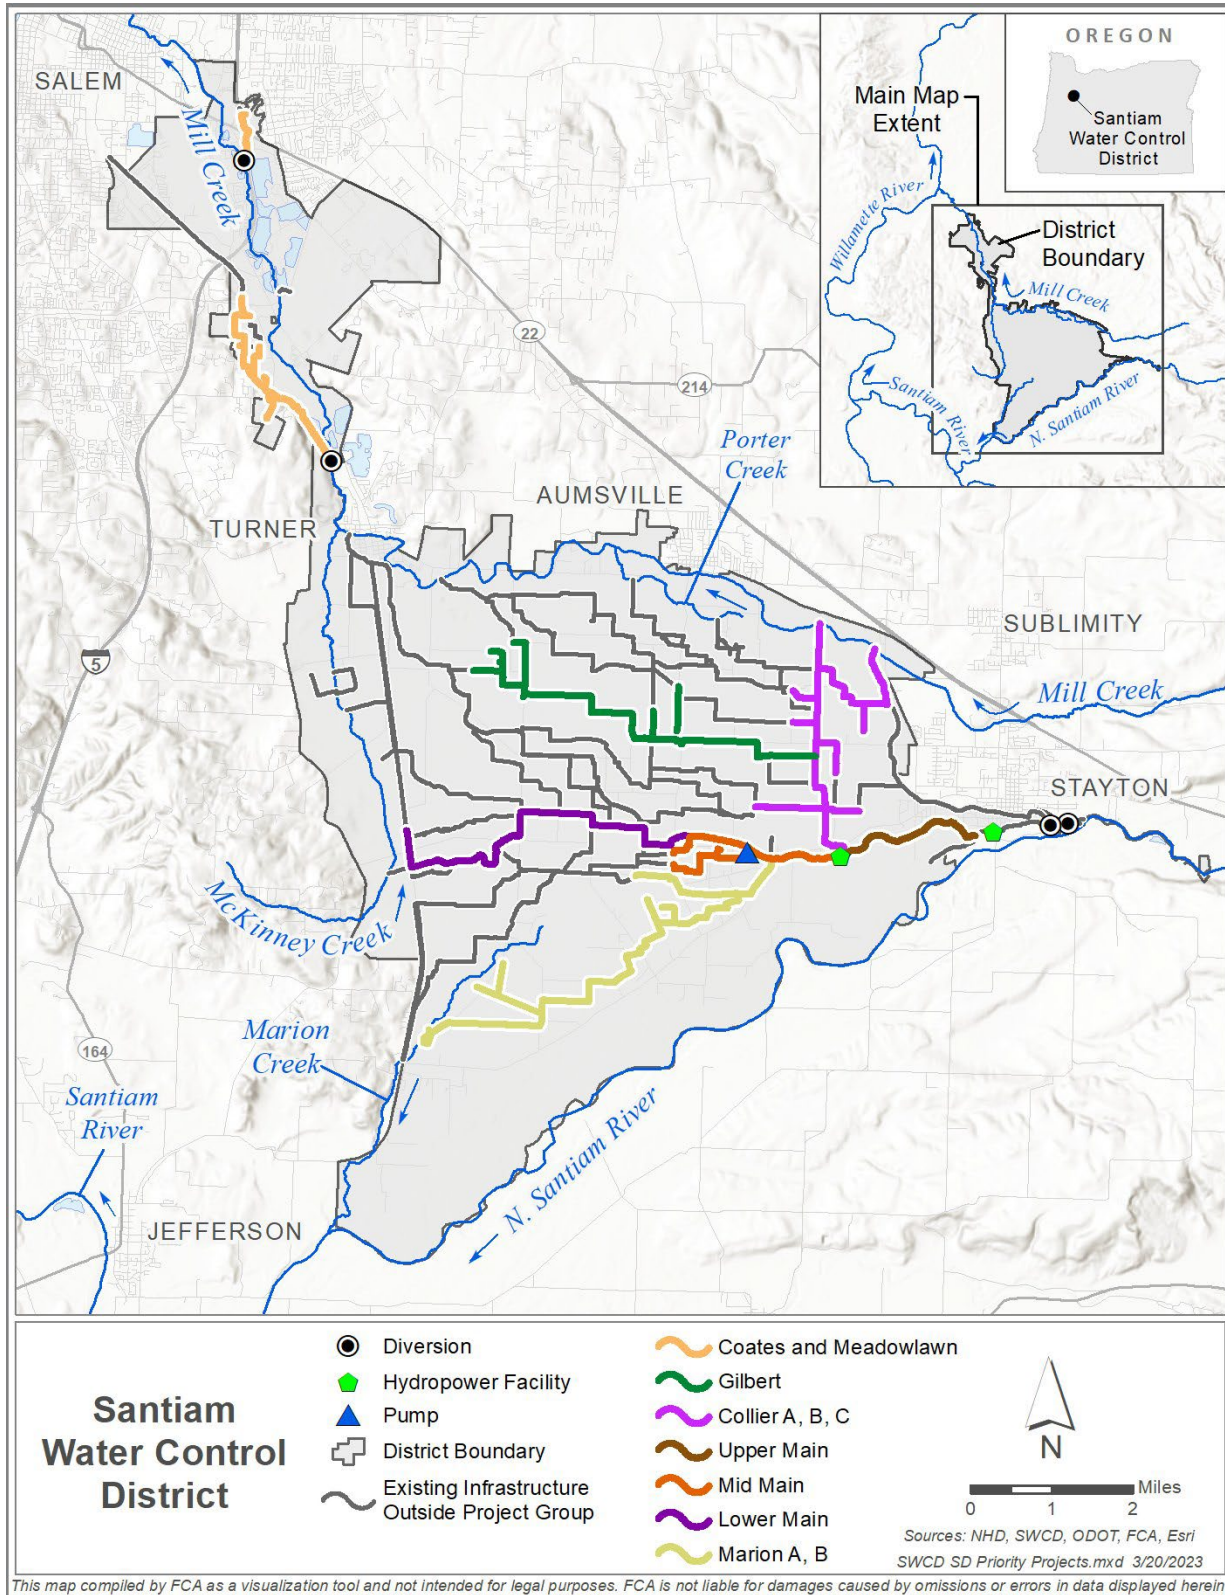 SALEM
Mill Creek
OREGON
Santiam
Water Control
District
Main Map
Extent
Willamette River
District
Boundary
Mill Creek
Santiam River
N. Santiam River
22
214
Porter
Creek
AUMSVILLE
TURNER
SUBLIMITY
5
Mill Creek
STAYTON
McKinney Creek
Marion
Creek
164
Santiam
River
N. Santiam River
JEFFERSON
Santiam
Water Control
District
Diversion
Hydropower Facility
Pump
District Boundary
Existing Infrastructure
Outside Project Group
Coates and Meadowlawn
Gilbert
Collier A, B, C
Upper Main
Mid Main
Lower Main
Marion A, B
N
Miles
0 1 2
Sources: NHD, SWCD, ODOT, FCA, Esri
SWCD SD Priority Projects.mxd 3/20/2023
This map compiled by FCA as a visualization tool and not intended for legal purposes. FCA is not liable for damages caused by omissions or errors in data displayed herein